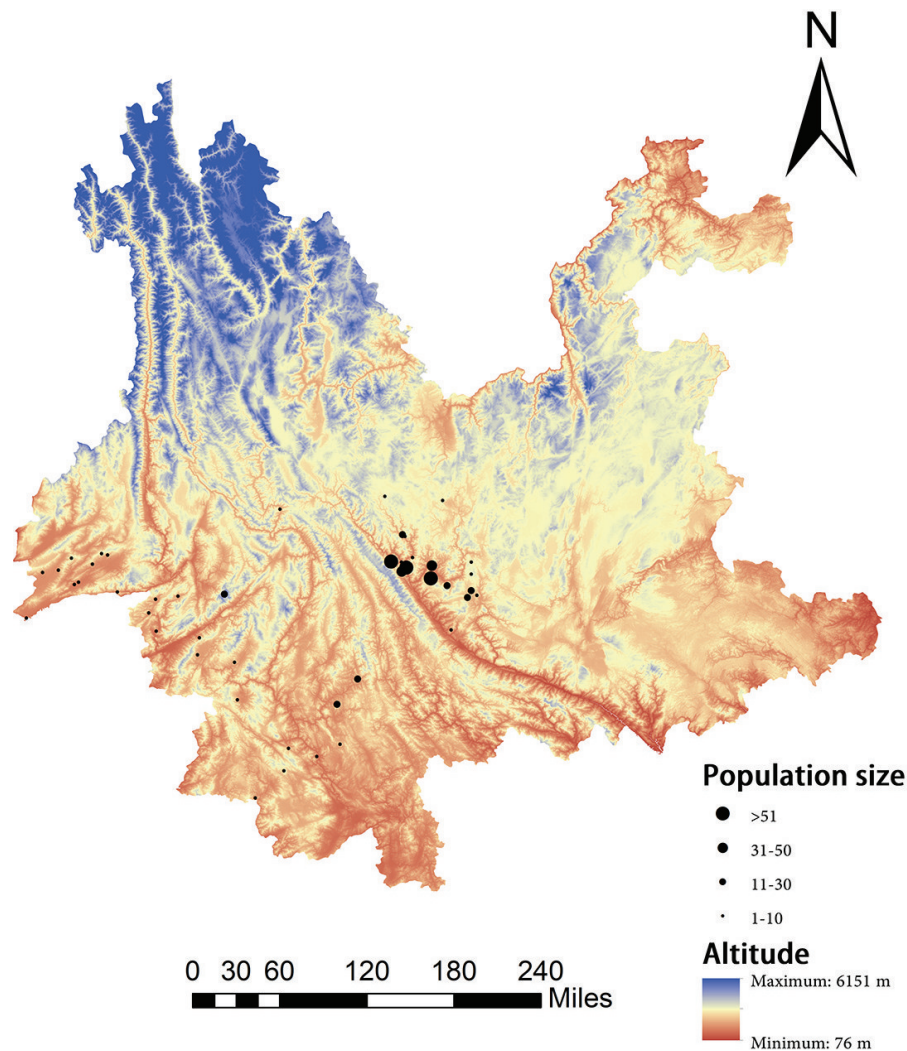 N
Population size
>51
31-50
11-30
1-10
Altitude
Maximum: 6151 m
Minimum: 76 m
0 30 60 120 180 240
Miles